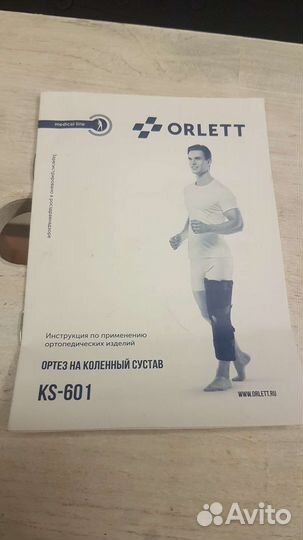 medical line
ORLETT
Инструкция по применению
ортопедических изделий
ОРТЕЗ НА КОЛЕННЫЙ СУСТАВ
KS-601
WWW.ORLETT.RU
Avito